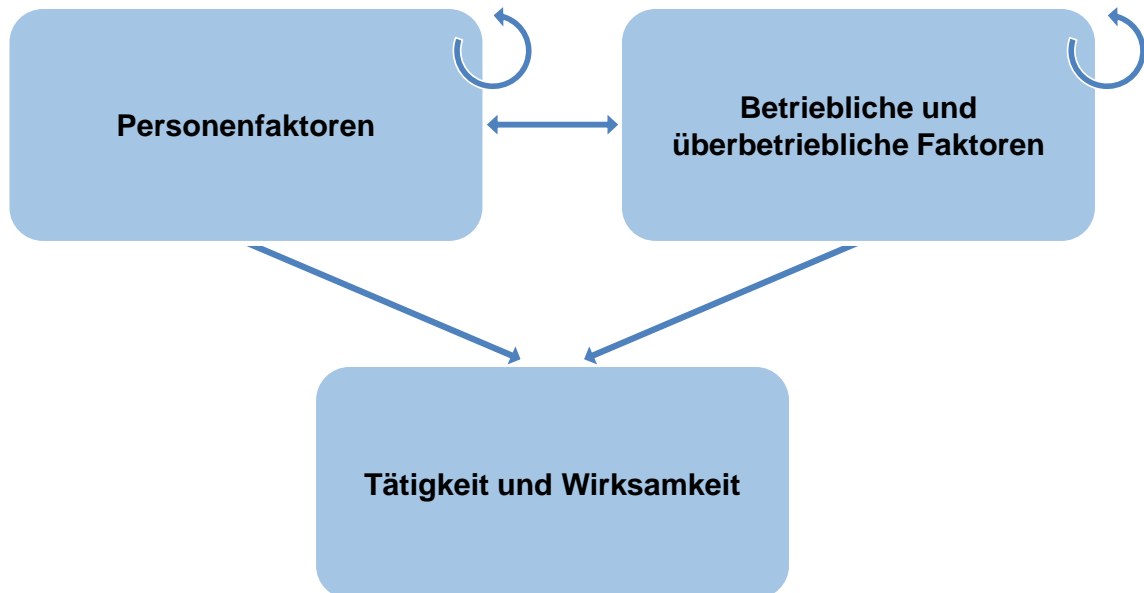 Personenfaktoren
Betriebliche und
überbetriebliche Faktoren
Tätigkeit und Wirksamkeit